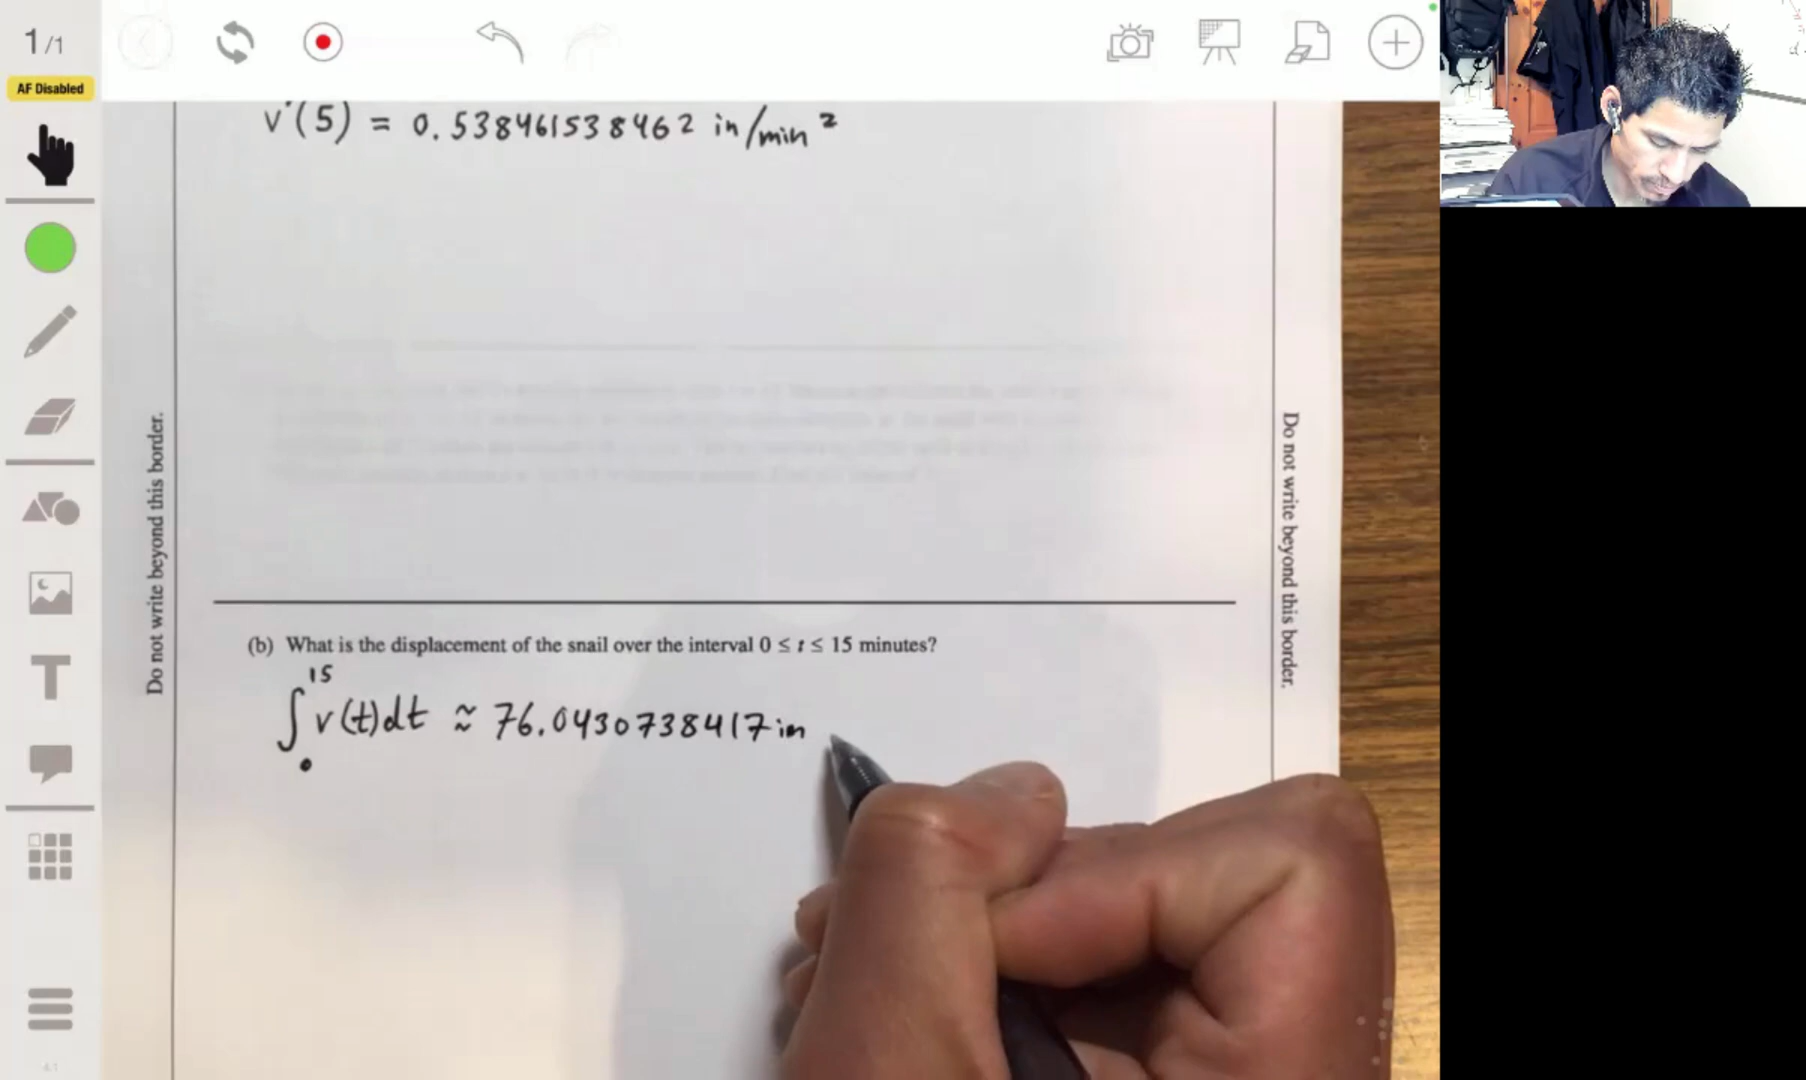 1/1
AF Disabled
v'(5) = 0.538461538462 in/min²
Do not write beyond this border.
Do not write beyond this border.
(b) What is the displacement of the snail over the interval 0 ≤ t ≤ 15 minutes?
∫₀¹⁵ v(t)dt ≈ 76.0430738417 in
T